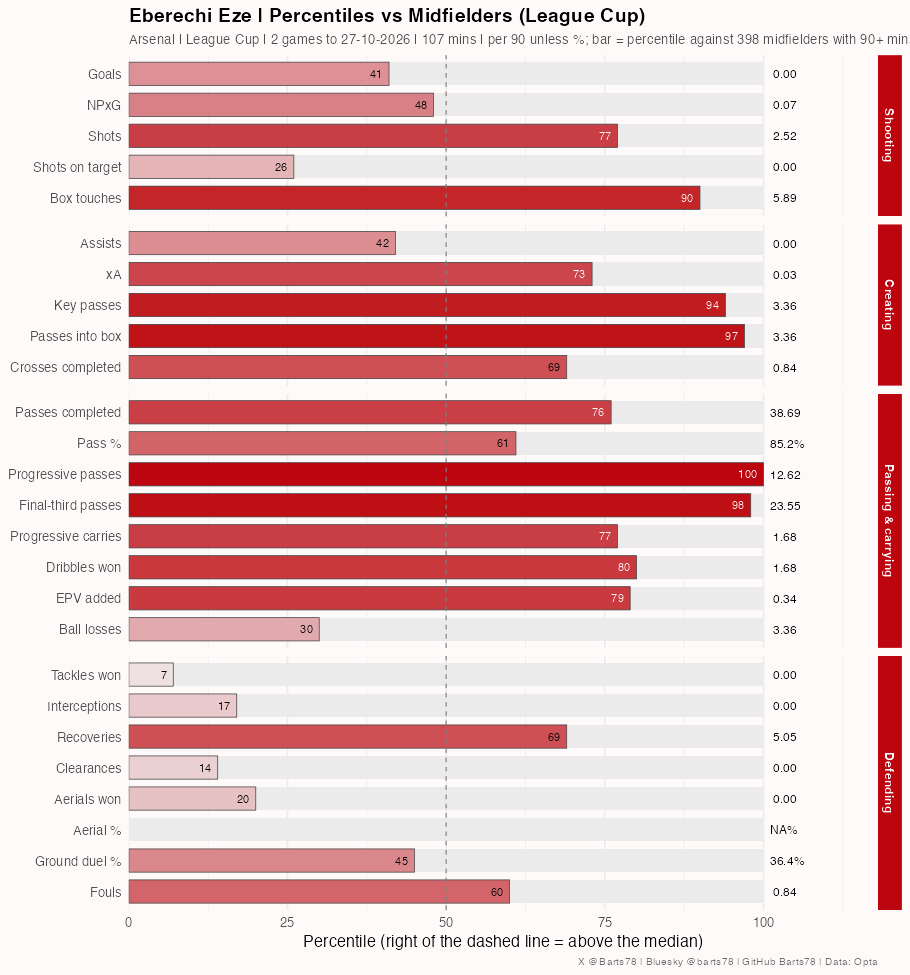 Eberechi Eze | Percentiles vs Midfielders (League Cup)
Arsenal | League Cup | 2 games to 27-10-2026 | 107 mins | per 90 unless %; bar = percentile against 398 midfielders with 90+ min
Goals 41 0.00
NPxG 48 0.07
Shots 77 2.52
Shots on target 26 0.00
Box touches 90 5.89
Shooting
Assists 42 0.00
xA 73 0.03
Key passes 94 3.36
Passes into box 97 3.36
Crosses completed 69 0.84
Creating
Passes completed 76 38.69
Pass % 61 85.2%
Progressive passes 100 12.62
Final-third passes 98 23.55
Progressive carries 77 1.68
Dribbles won 80 1.68
EPV added 79 0.34
Ball losses 30 3.36
Passing & carrying
Tackles won 7 0.00
Interceptions 17 0.00
Recoveries 69 5.05
Clearances 14 0.00
Aerials won 20 0.00
Aerial % NA%
Ground duel % 45 36.4%
Fouls 60 0.84
Defending
0 25 50 75 100
Percentile (right of the dashed line = above the median)
X @Barts78 | Bluesky @barts78 | GitHub Barts78 | Data: Opta